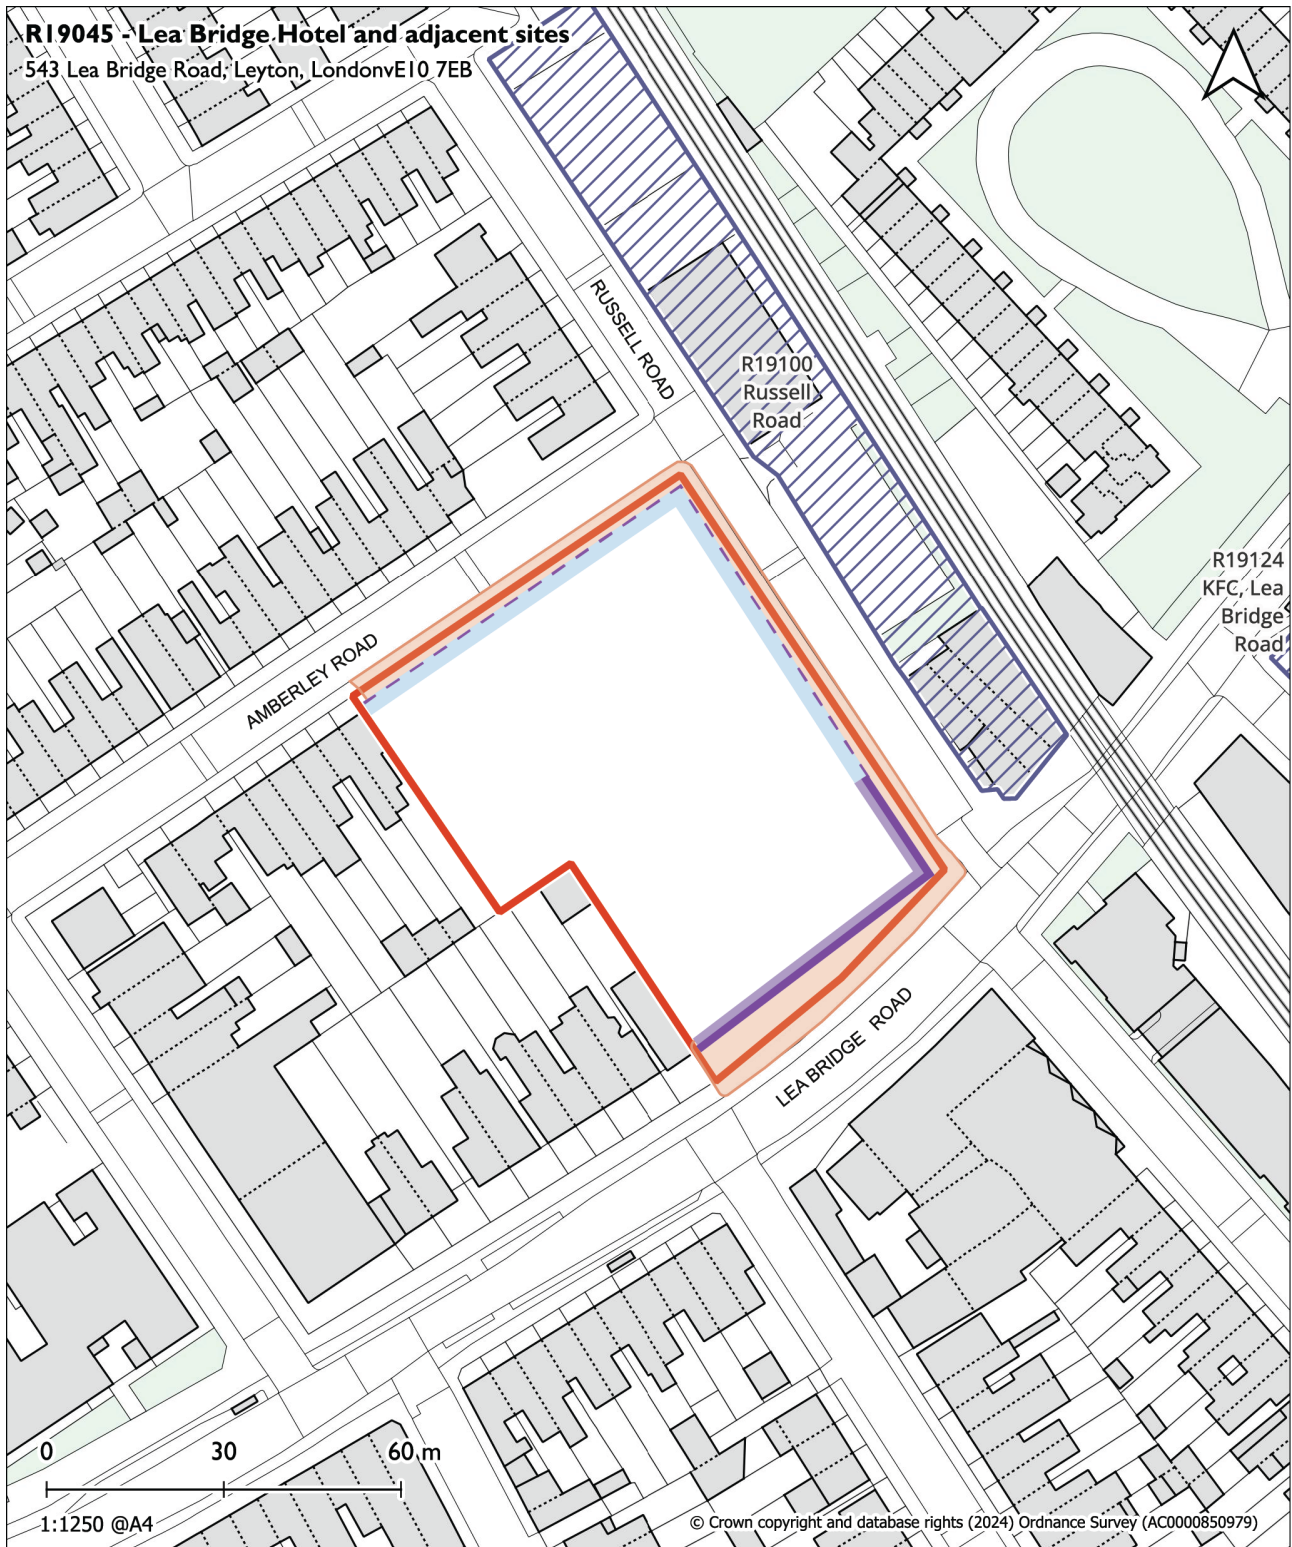 R19045 - Lea Bridge Hotel and adjacent sites
543 Lea Bridge Road, Leyton, LondonvE10 7EB
RUSSELL ROAD
R19100
Russell
Road
R19124
KFC, Lea
Bridge
Road
AMBERLEY ROAD
LEA BRIDGE ROAD
0 30 60 m
1:1250 @A4
© Crown copyright and database rights (2024) Ordnance Survey (AC0000850979)